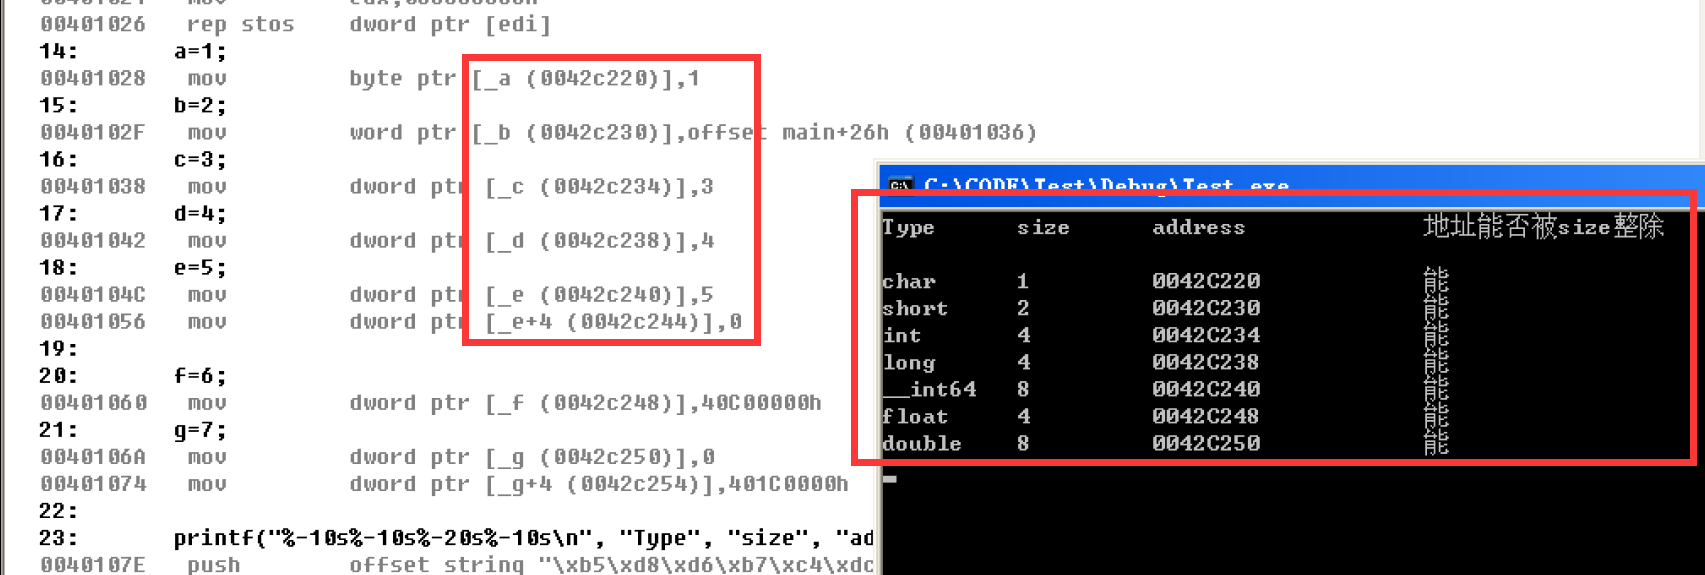 00401026 rep stos dword ptr [edi]
14: a=1;
00401028 mov byte ptr [_a (0042c220)],1
15: b=2;
0040102F mov word ptr [_b (0042c230)],offset main+26h (00401036)
16: c=3;
00401038 mov dword ptr [_c (0042c234)],3
17: d=4;
00401042 mov dword ptr [_d (0042c238)],4
18: e=5;
0040104C mov dword ptr [_e (0042c240)],5
00401056 mov dword ptr [_e+4 (0042c244)],0
19:
20: f=6;
00401060 mov dword ptr [_f (0042c248)],40C00000h
21: g=7;
0040106A mov dword ptr [_g (0042c250)],0
00401074 mov dword ptr [_g+4 (0042c254)],401C0000h
22:
23: printf("%-10s%-10s%-20s%-10s\n", "Type", "size", "ad
0040107E push offset string "\xb5\xd8\xd6\xb7\xc4\xdc
C:\CODE\Test\Debug\Test.exe
Type size address 地址能否被size整除
char 1 0042C220 能
short 2 0042C230 能
int 4 0042C234 能
long 4 0042C238 能
__int64 8 0042C240 能
float 4 0042C248 能
double 8 0042C250 能